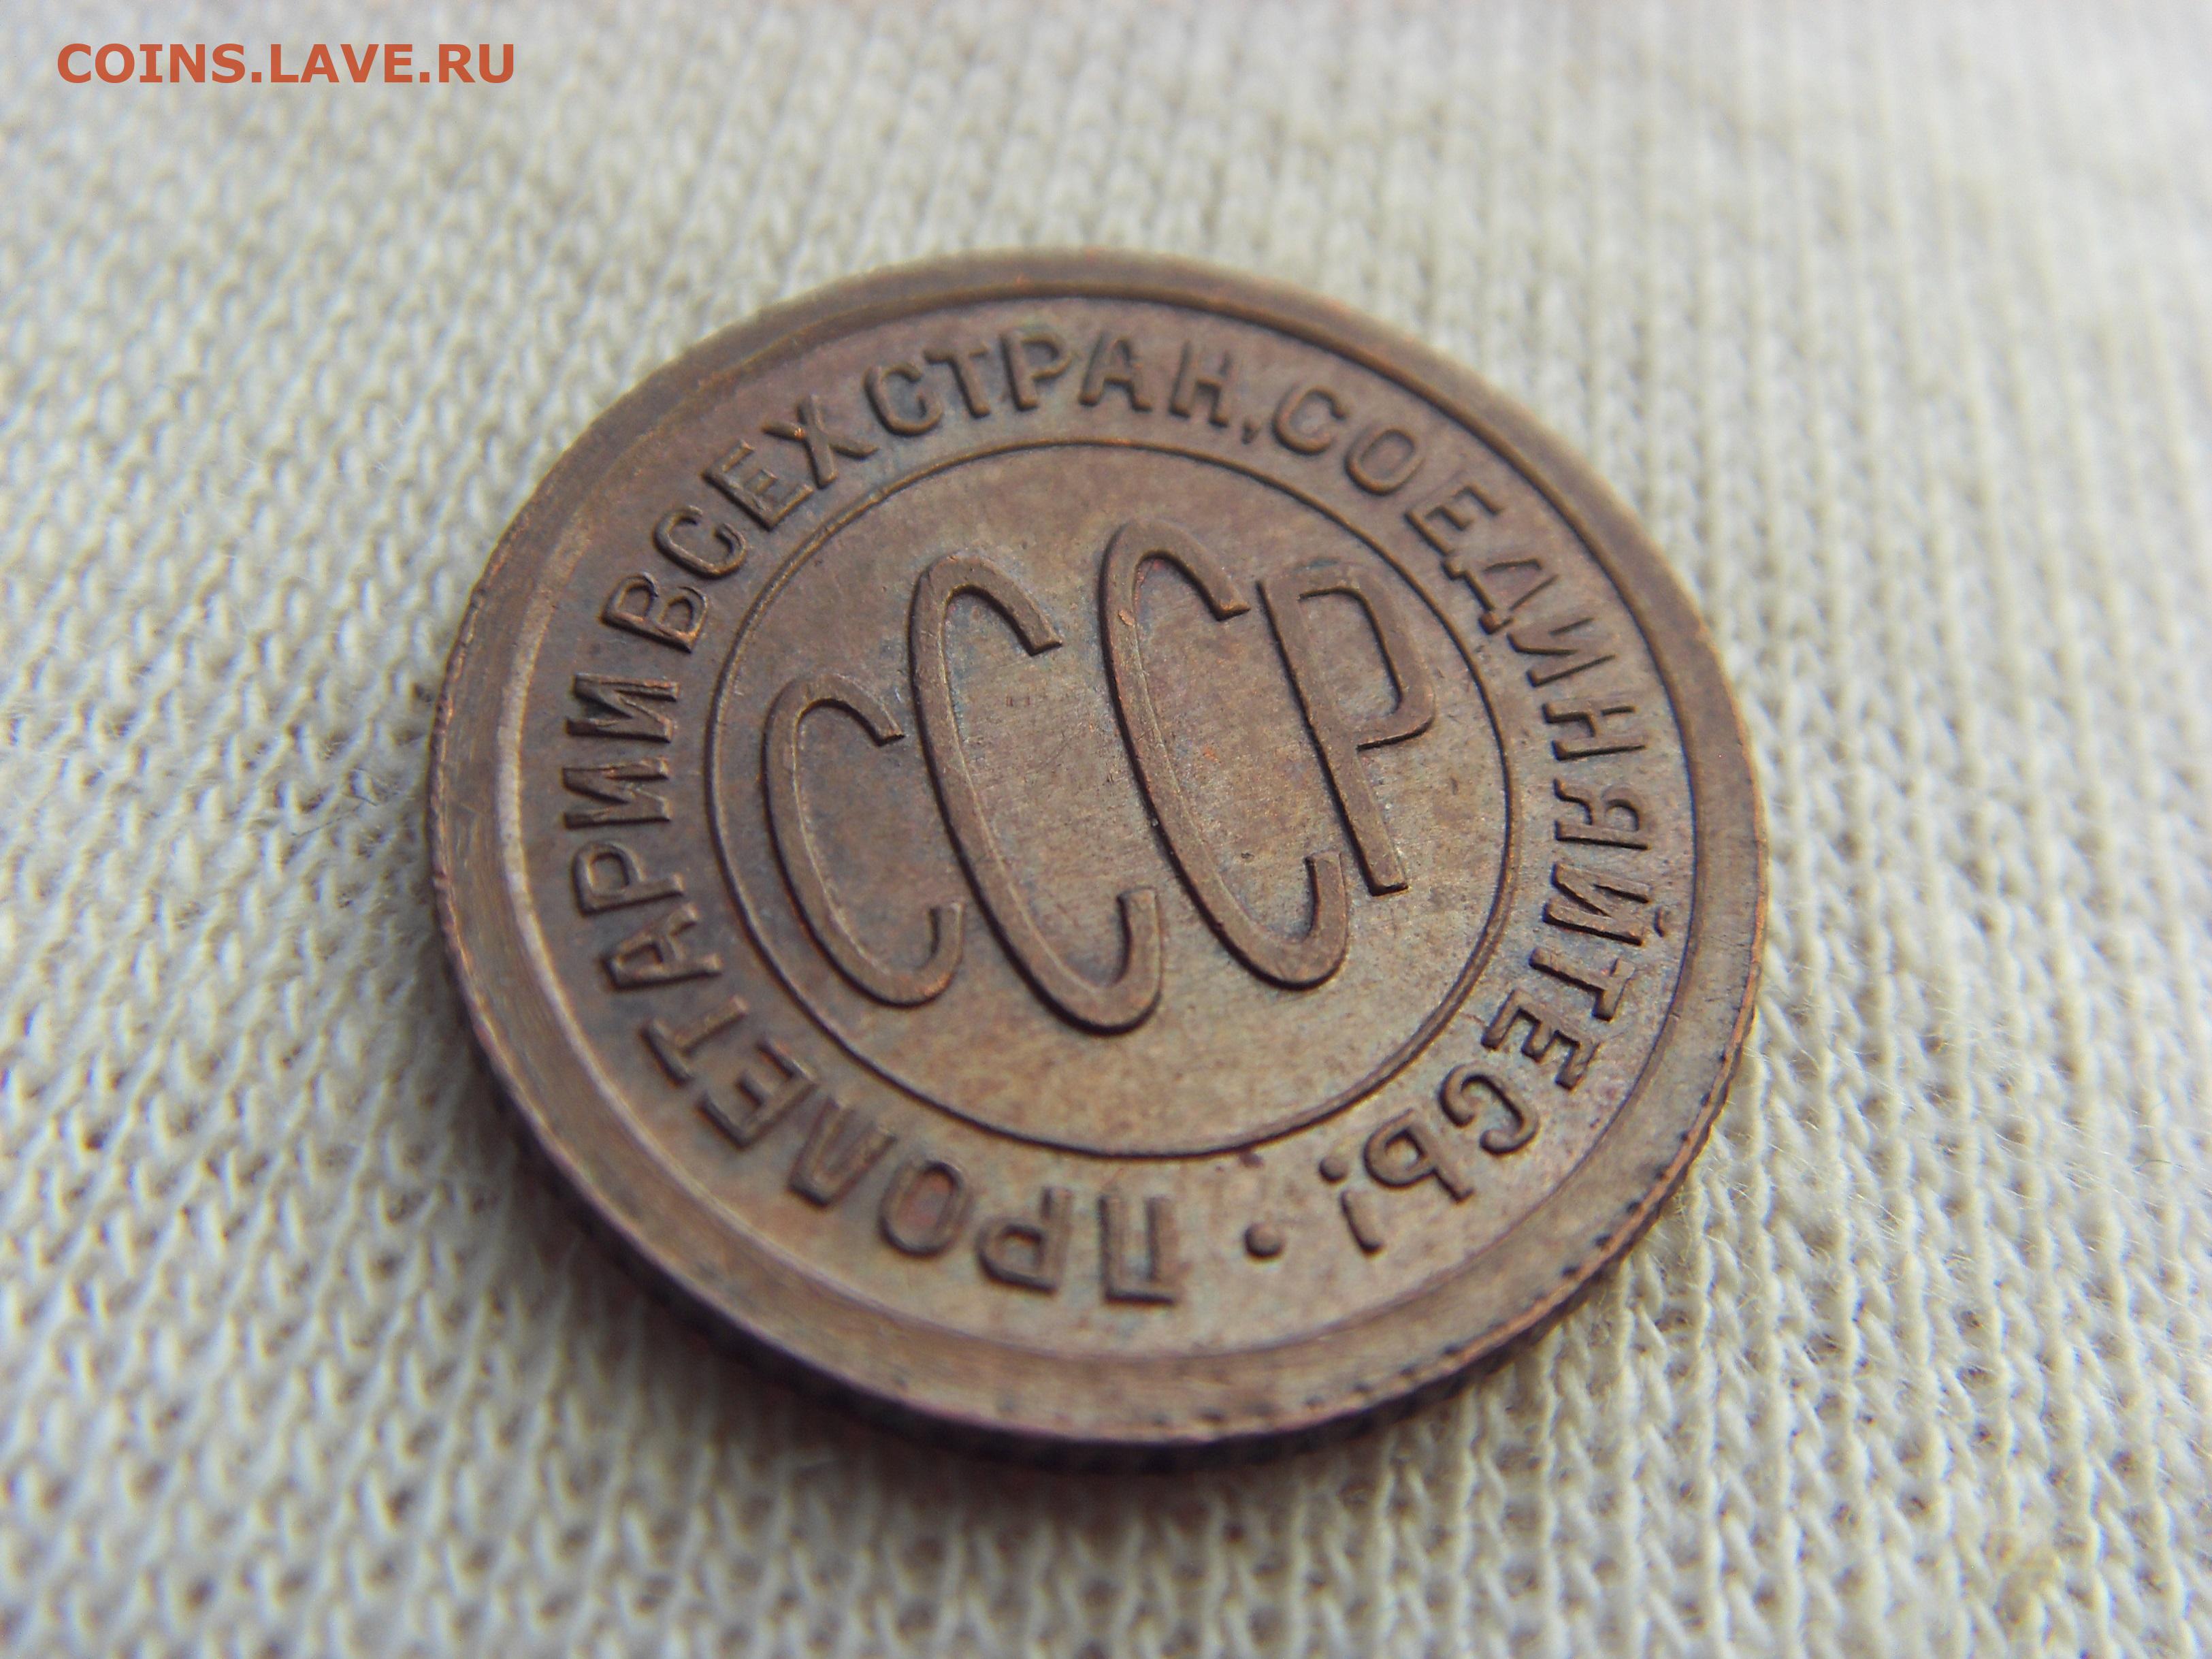 COINS.LAVE.RU
ПРОЛЕТАРИИ ВСЕХ СТРАН, СОЕДИНЯЙТЕСЬ! •
СССР